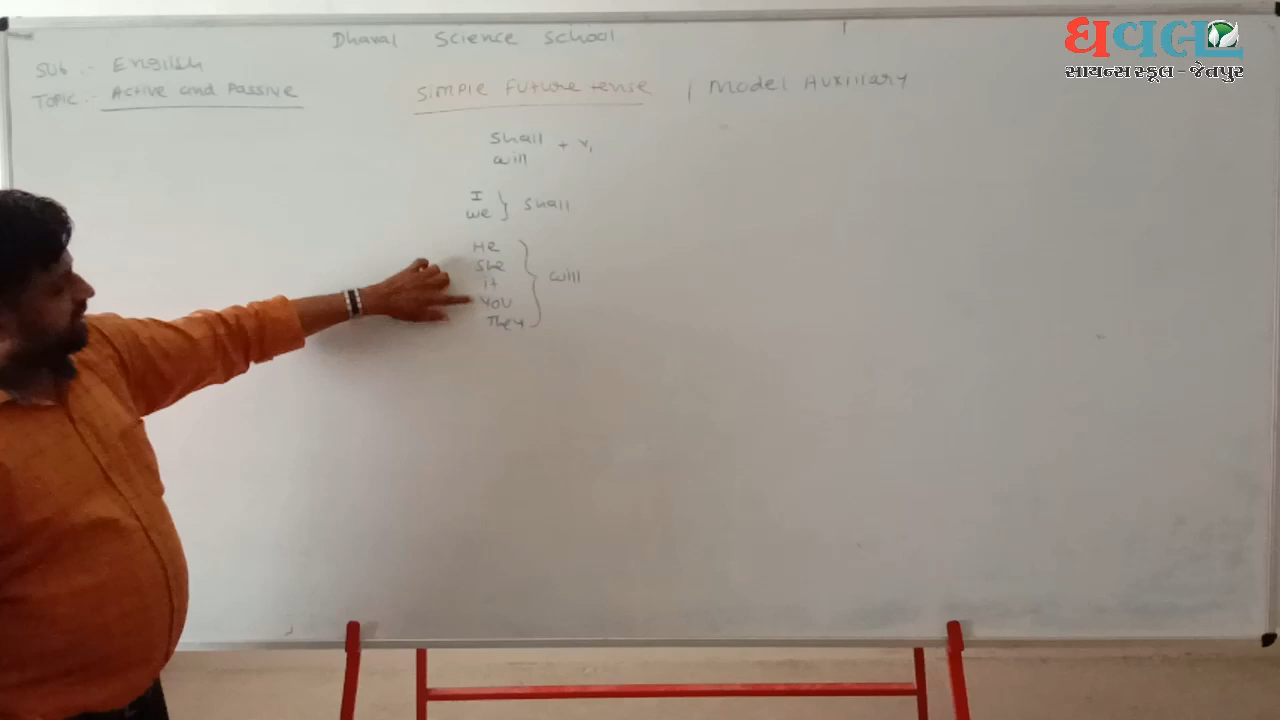 Dhaval Science School
Sub :- English
Topic :- Active and Passive
Simple Future tense / Model Auxiliary
Shall
will + V1
I
we } Shall
He
She
it
You
They } will
ધવલ
સાયન્સ સ્કૂલ - જેતપુર